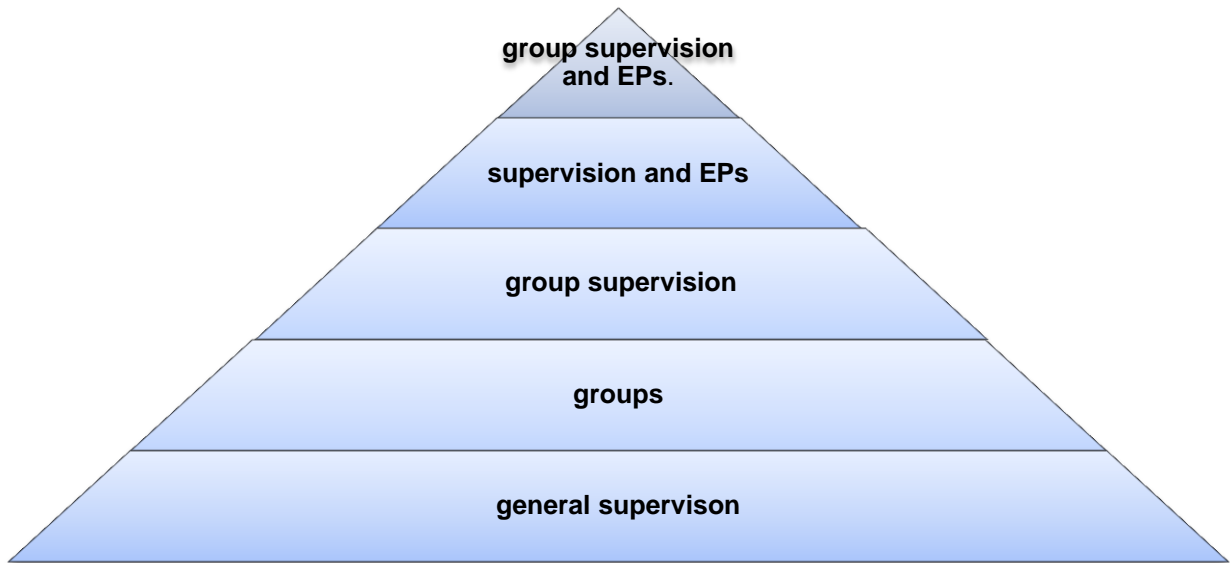 group supervision
and EPs.
supervision and EPs
group supervision
groups
general supervison